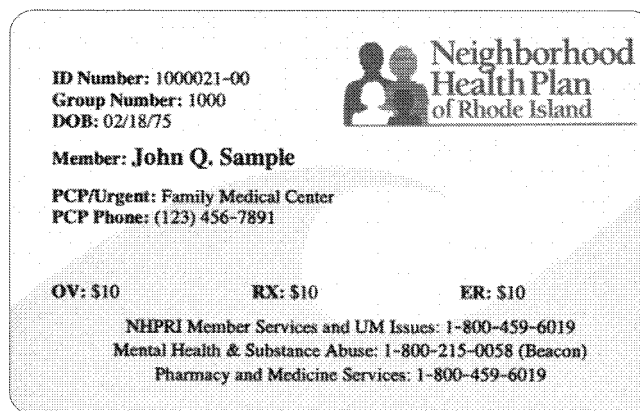 Neighborhood
Health Plan
of Rhode Island
ID Number: 1000021-00
Group Number: 1000
DOB: 02/18/75
Member: John Q. Sample
PCP/Urgent: Family Medical Center
PCP Phone: (123) 456-7891
OV: $10 RX: $10 ER: $10
NHPRI Member Services and UM Issues: 1-800-459-6019
Mental Health & Substance Abuse: 1-800-215-0058 (Beacon)
Pharmacy and Medicine Services: 1-800-459-6019